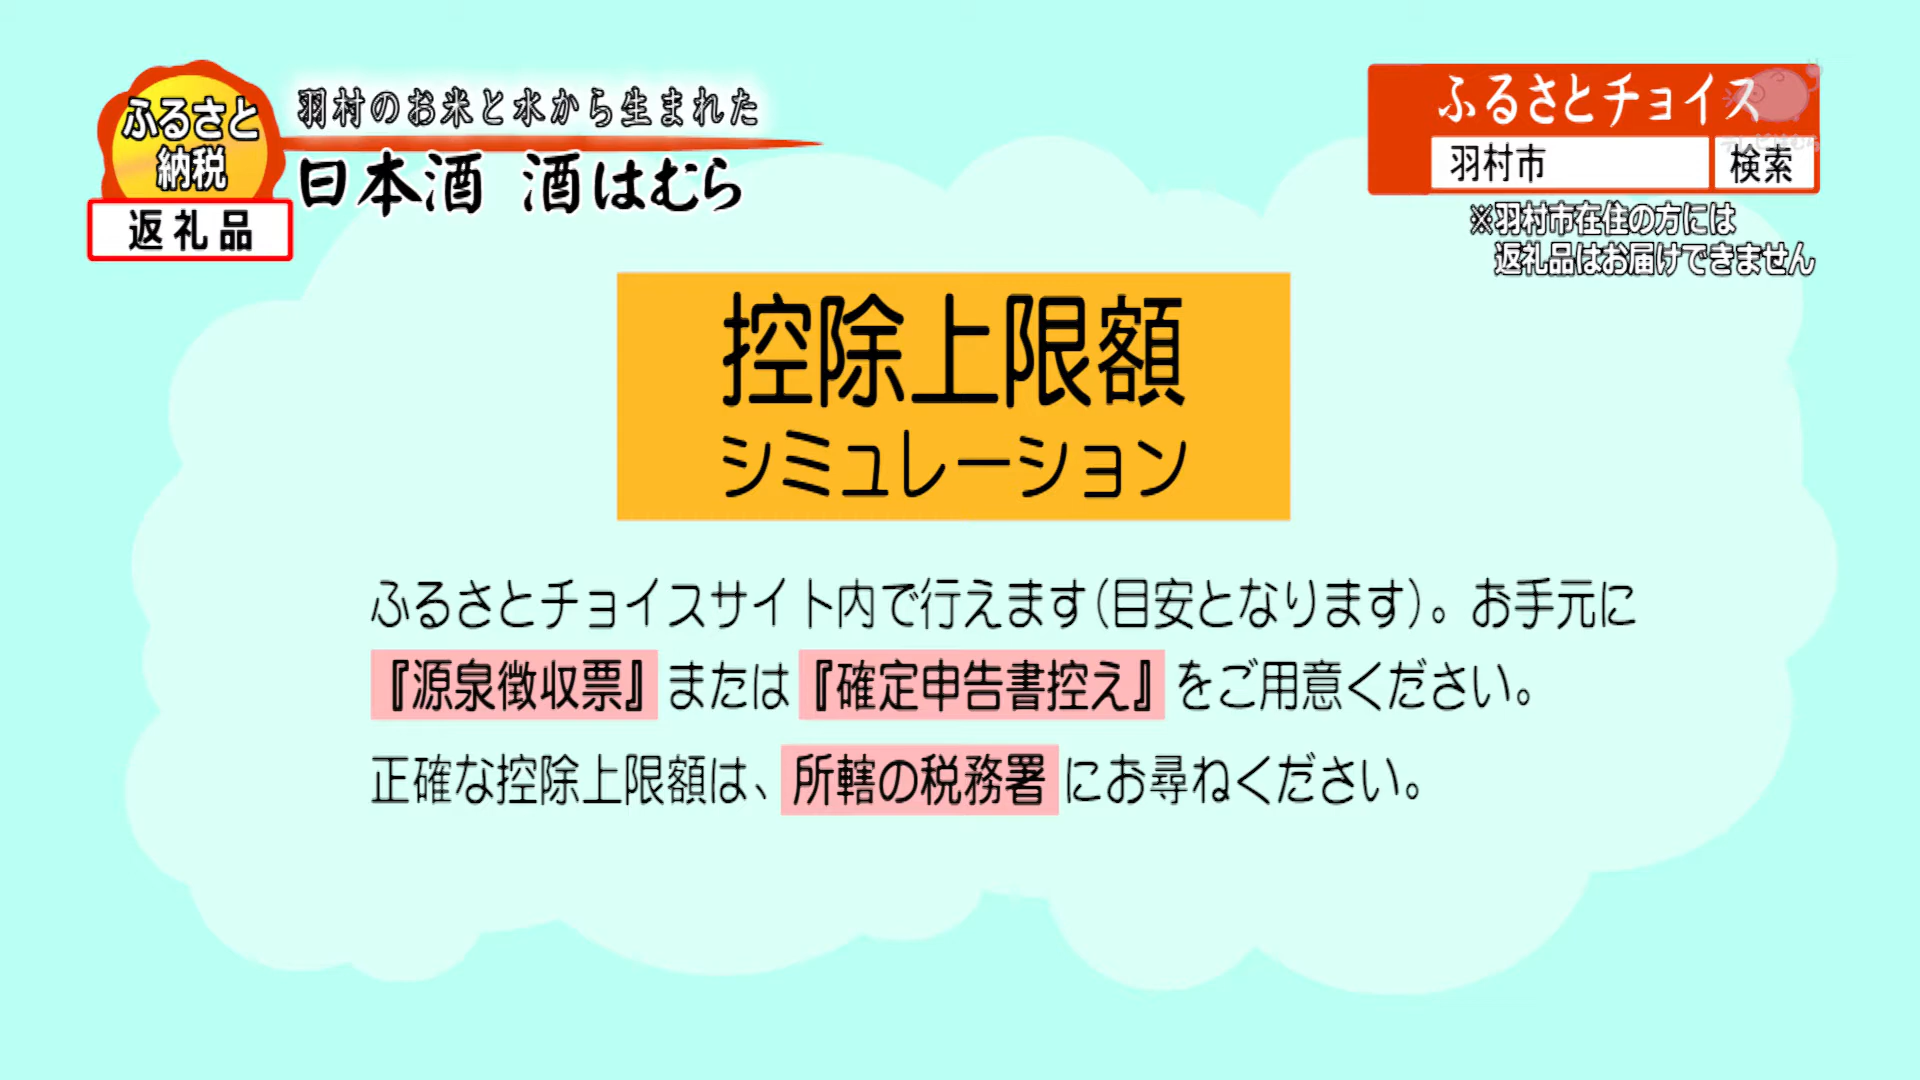 ふるさと
納税
返礼品
羽村のお米と水から生まれた
日本酒 酒はむら
ふるさとチョイス
テレビはむら
羽村市 検索
※羽村市在住の方には
返礼品はお届けできません
控除上限額
シミュレーション
ふるさとチョイスサイト内で行えます(目安となります)。お手元に
『源泉徴収票』または『確定申告書控え』をご用意ください。
正確な控除上限額は、所轄の税務署にお尋ねください。